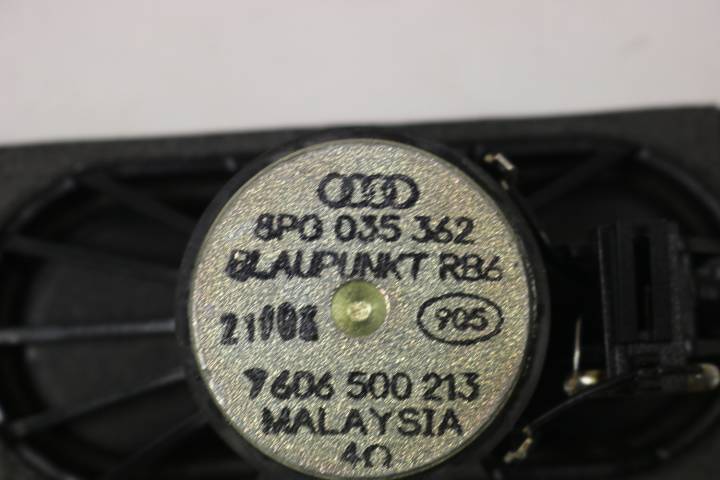 8P0 035 362
BLAUPUNKT RB6
905
7606 500 213
MALAYSIA
4Ω